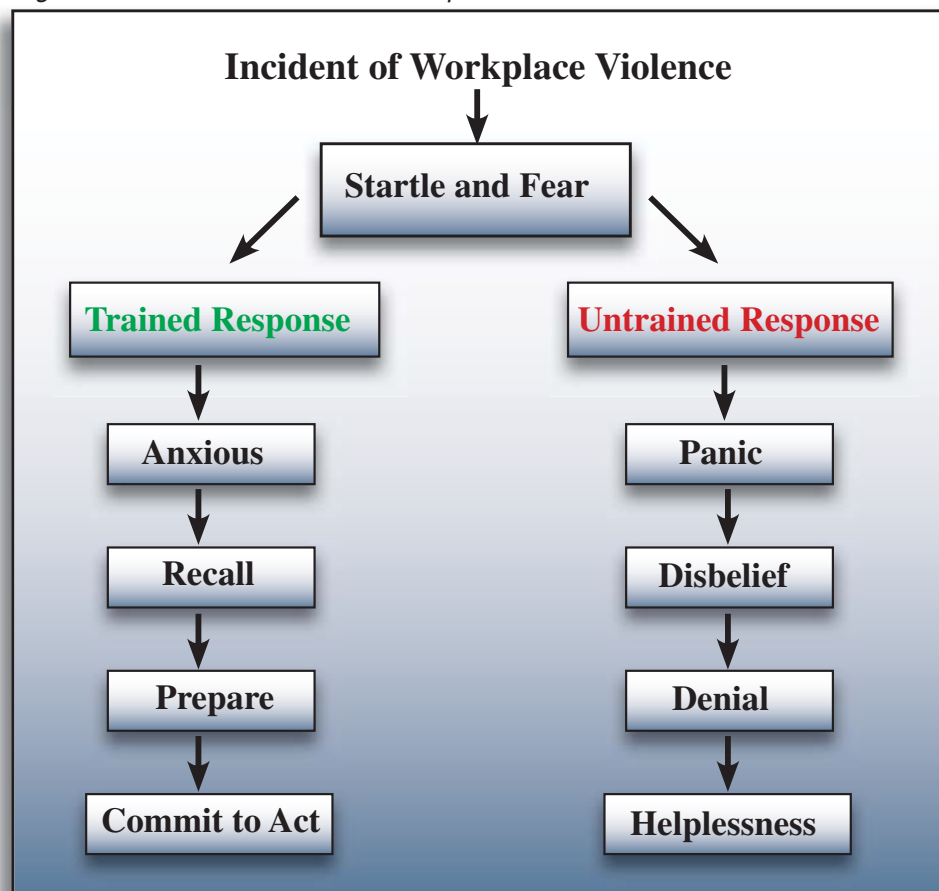 Incident of Workplace Violence
Startle and Fear
Trained Response
Untrained Response
Anxious
Panic
Recall
Disbelief
Prepare
Denial
Commit to Act
Helplessness